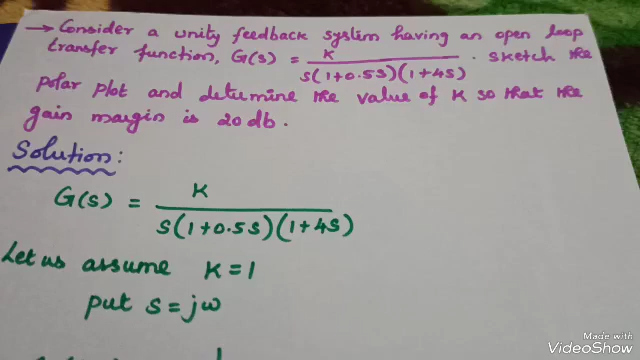 → Consider a unity feedback system having an open loop
transfer function, G(s) = K / s(1+0.5s)(1+4s) . sketch the
polar plot and determine the value of K so that the
gain margin is 20db.
Solution:
G(s) = K / s(1+0.5s)(1+4s)
Let us assume K = 1
put s = jω
1
Made with
VideoShow